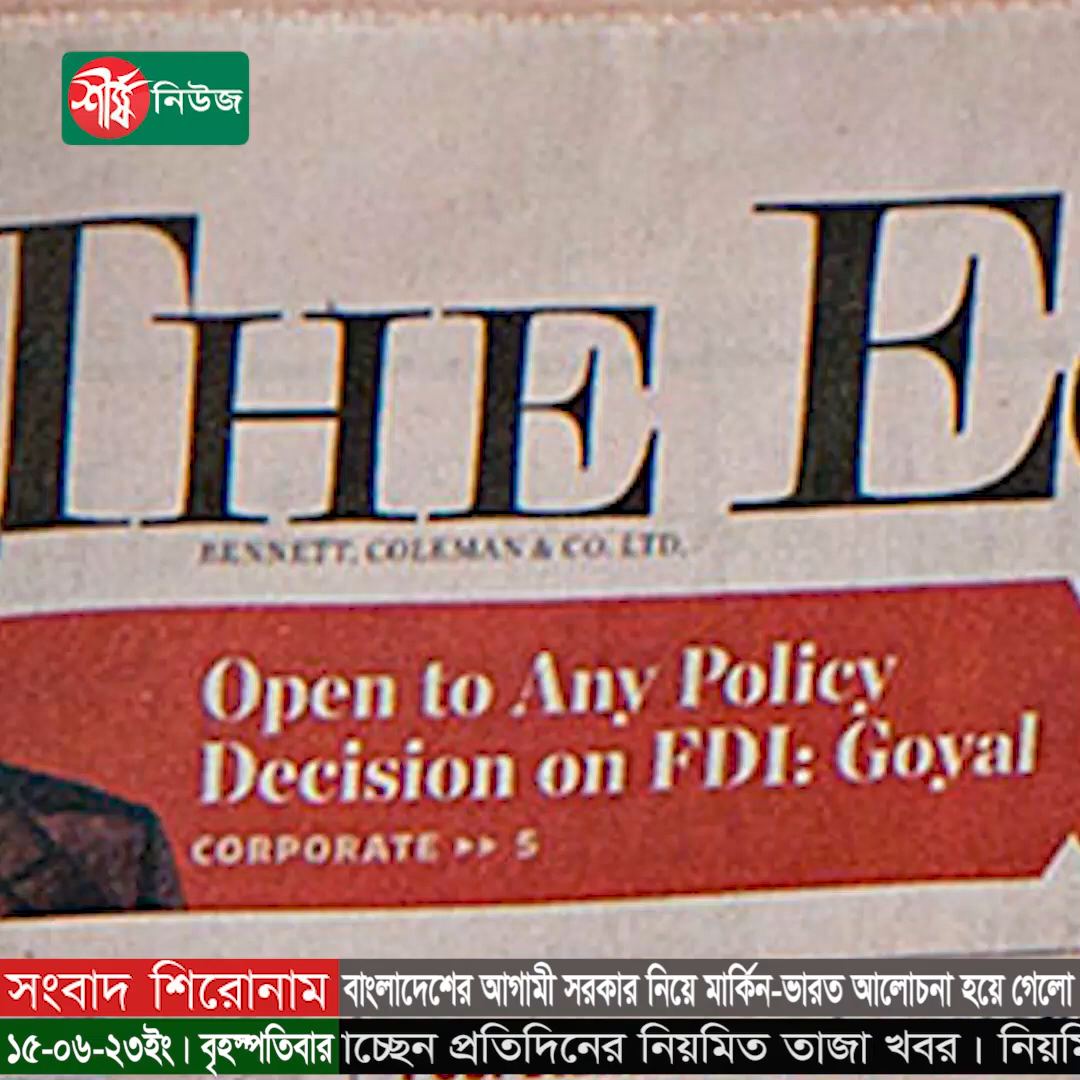 শীর্ষ নিউজ
THE E
BENNETT, COLEMAN & CO. LTD.
Open to Any Policy
Decision on FDI: Goyal
CORPORATE ▸▸ 5
সংবাদ শিরোনাম
বাংলাদেশের আগামী সরকার নিয়ে মার্কিন-ভারত আলোচনা হয়ে গেলো
১৫-০৬-২৩ইং। বৃহস্পতিবার
চ্ছেন প্রতিদিনের নিয়মিত তাজা খবর।